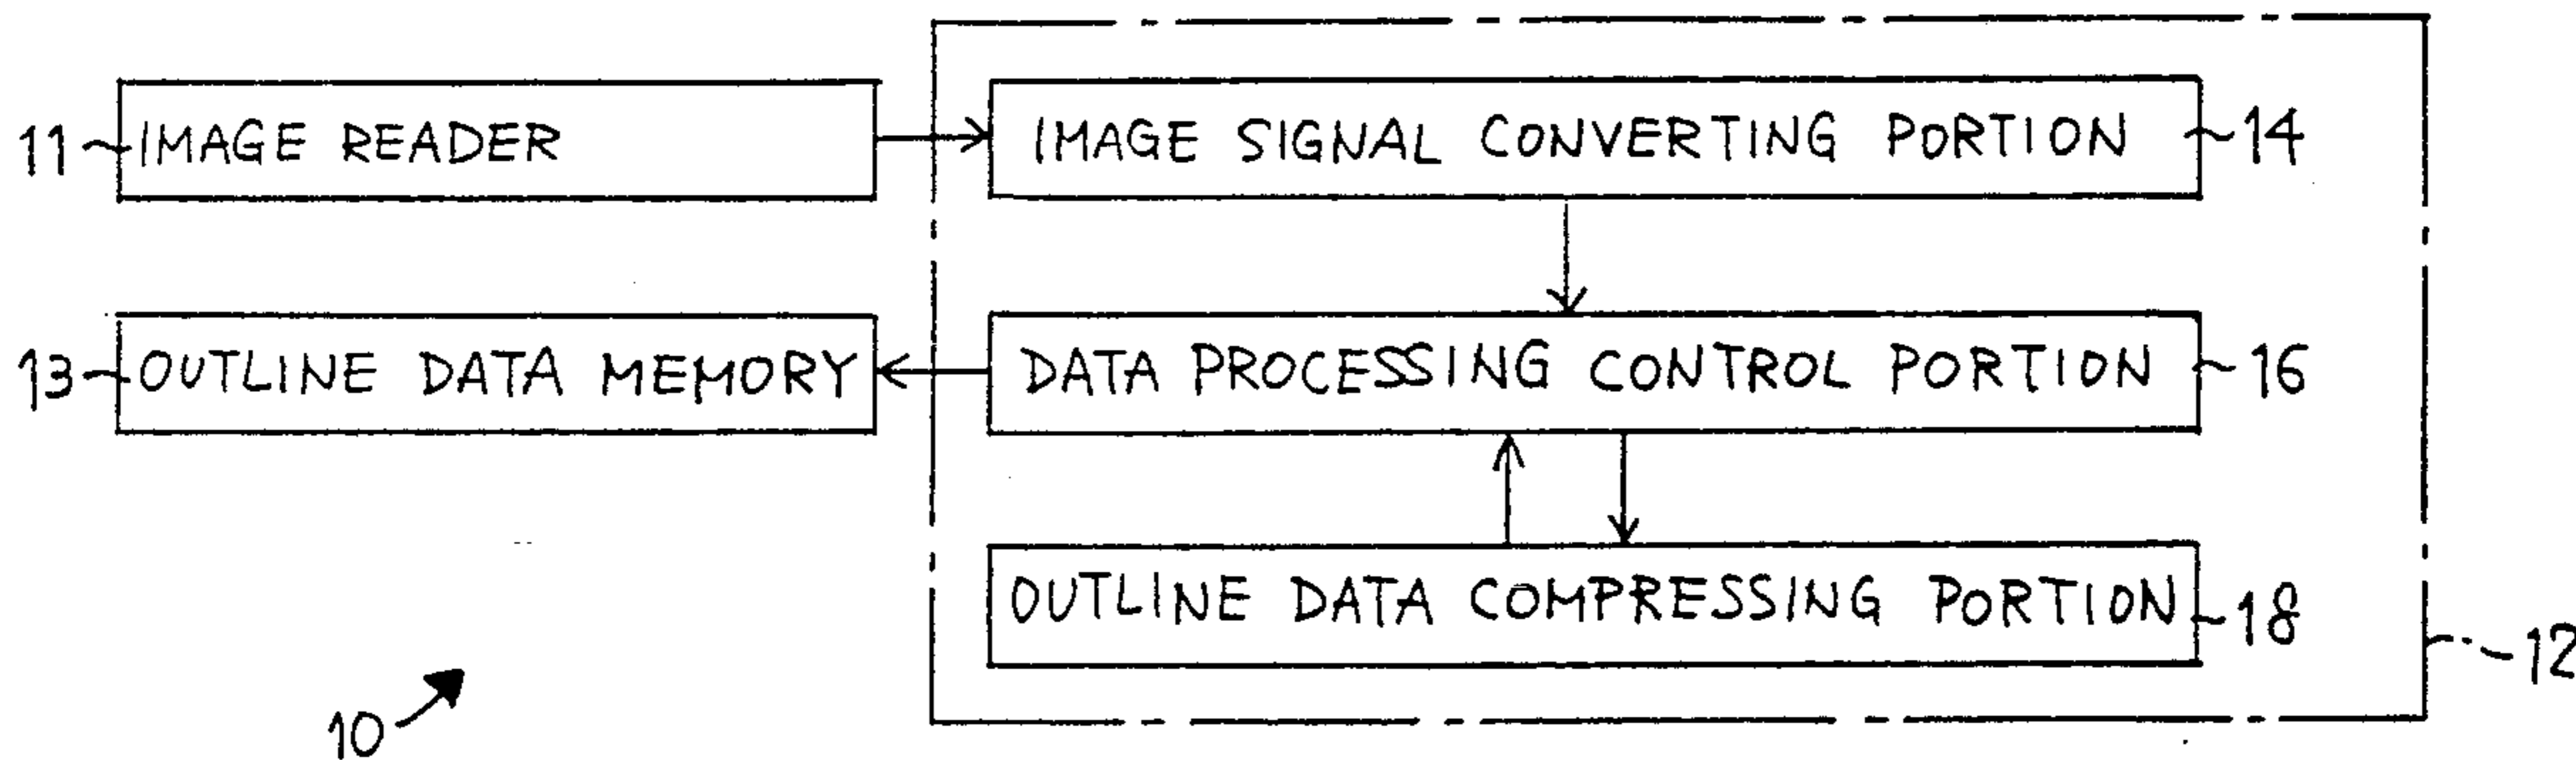 11 IMAGE READER
IMAGE SIGNAL CONVERTING PORTION 14
13 OUTLINE DATA MEMORY
DATA PROCESSING CONTROL PORTION 16
OUTLINE DATA COMPRESSING PORTION 18
12
10